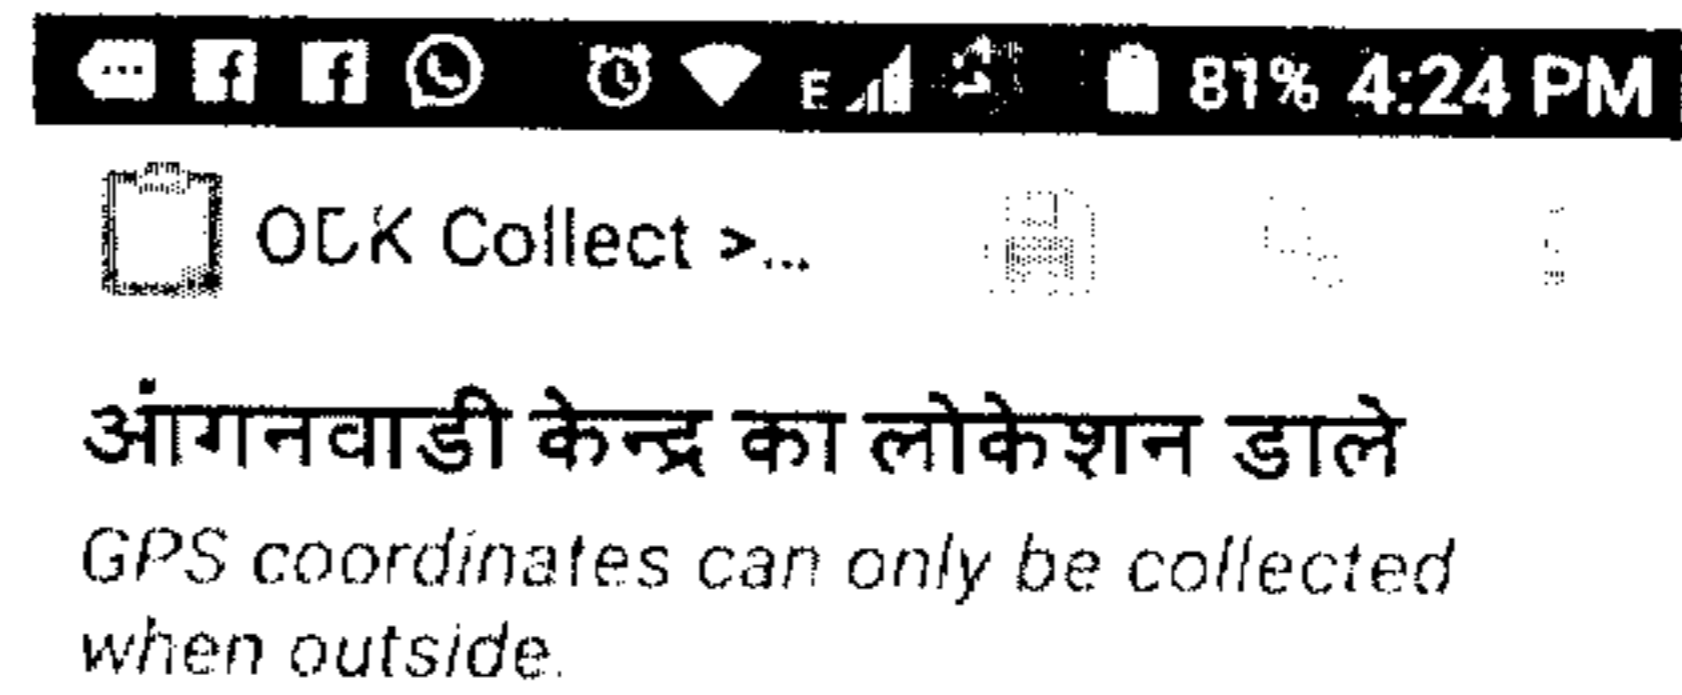 E 81% 4:24 PM
ODK Collect >...
आंगनवाडी केन्द्र का लोकेशन डाले
GPS coordinates can only be collected
when outside.